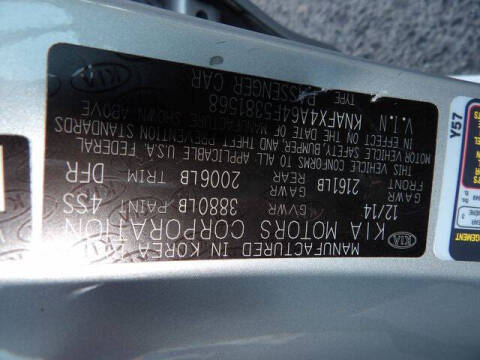 MANUFACTURED IN KOREA BY
KIA MOTORS CORPORATION
KIA
12/14 GVWR 3880LB PAINT 4SS
FRONT GAWR 2161LB REAR GAWR 2006LB TRIM DFR
MOTOR VEHICLE CONFORMS TO ALL APPLICABLE U.S.A. FEDERAL
MOTOR VEHICLE SAFETY, BUMPER, AND THEFT PREVENTION STANDARDS
IN EFFECT ON THE DATE OF MANUFACTURE SHOWN ABOVE
V.I.N KNAFX4A64F5381568
TYPE PASSENGER CAR
Y57